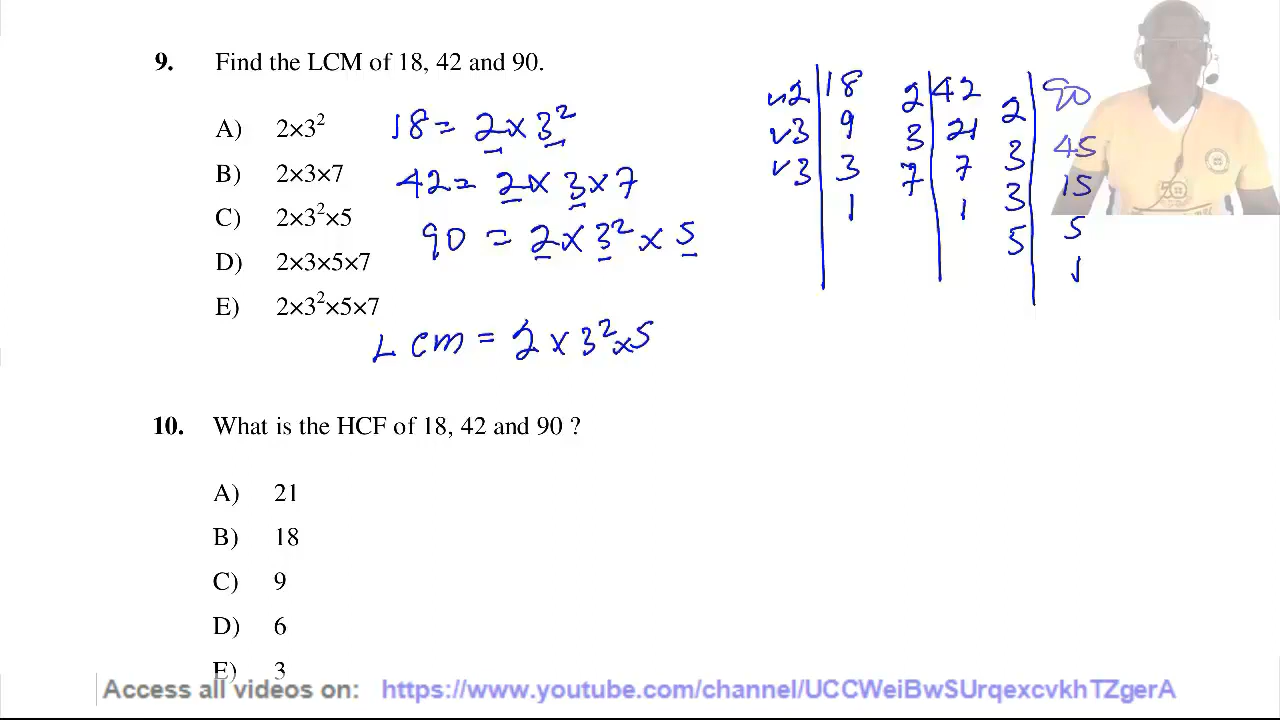 9. Find the LCM of 18, 42 and 90.
A) 2×3²
B) 2×3×7
C) 2×3²×5
D) 2×3×5×7
E) 2×3²×5×7
18 = 2 × 3²
42 = 2 × 3 × 7
90 = 2 × 3² × 5
LCM = 2 × 3² × 5
2 | 18
3 | 9
3 | 3
1
2 | 42
3 | 21
7 | 7
1
2 | 90
3 | 45
3 | 15
5 | 5
1
10. What is the HCF of 18, 42 and 90 ?
A) 21
B) 18
C) 9
D) 6
E) 3
Access all videos on: https://www.youtube.com/channel/UCCWeiBwSUrqexcvkhTZgerA